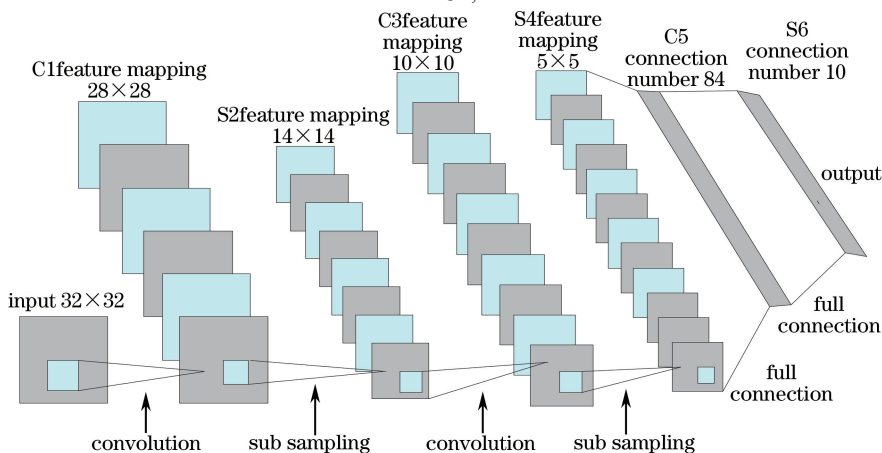 C1feature mapping
28×28
S2feature mapping
14×14
C3feature
mapping
10×10
S4feature
mapping
5×5
C5
connection
number 84
S6
connection
number 10
input 32×32
output
full
connection
full
connection
convolution
sub sampling
convolution
sub sampling